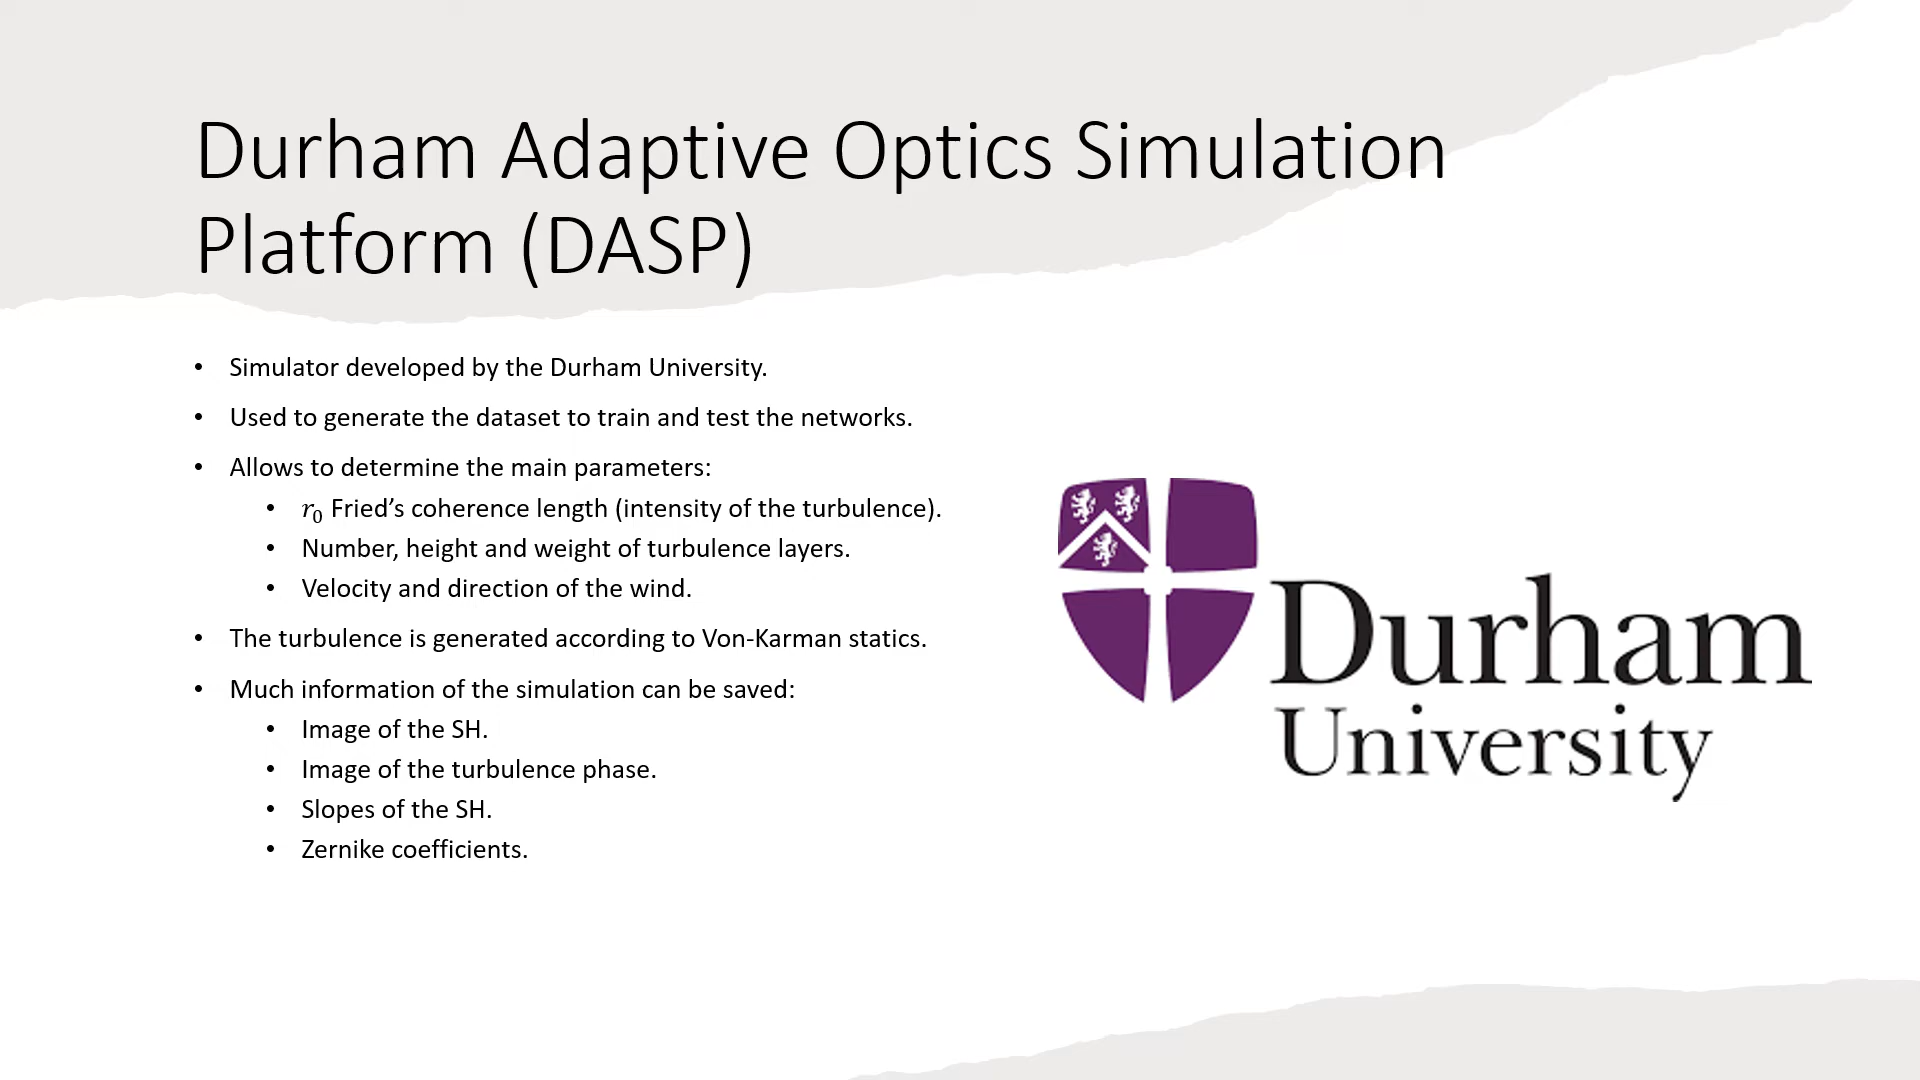 Durham Adaptive Optics Simulation
Platform (DASP)
• Simulator developed by the Durham University.
• Used to generate the dataset to train and test the networks.
• Allows to determine the main parameters:
• r₀ Fried’s coherence length (intensity of the turbulence).
• Number, height and weight of turbulence layers.
• Velocity and direction of the wind.
• The turbulence is generated according to Von-Karman statics.
• Much information of the simulation can be saved:
• Image of the SH.
• Image of the turbulence phase.
• Slopes of the SH.
• Zernike coefficients.
Durham
University